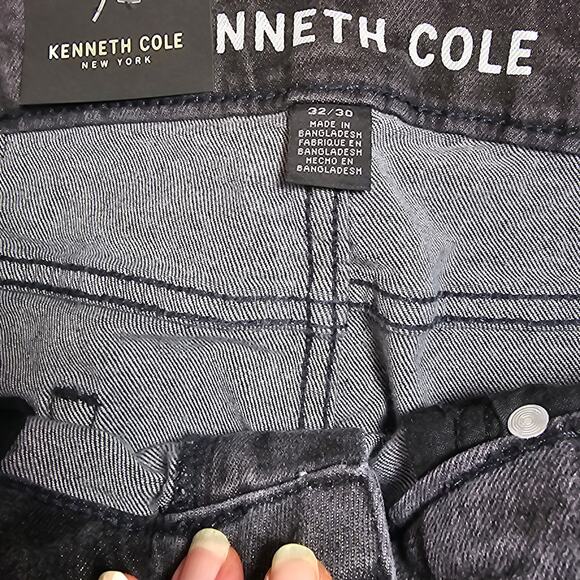 KENNETH COLE
NEW YORK
NNETH COLE
32/30
MADE IN
BANGLADESH
FABRIQUE EN
BANGLADESH
HECHO EN
BANGLADESH